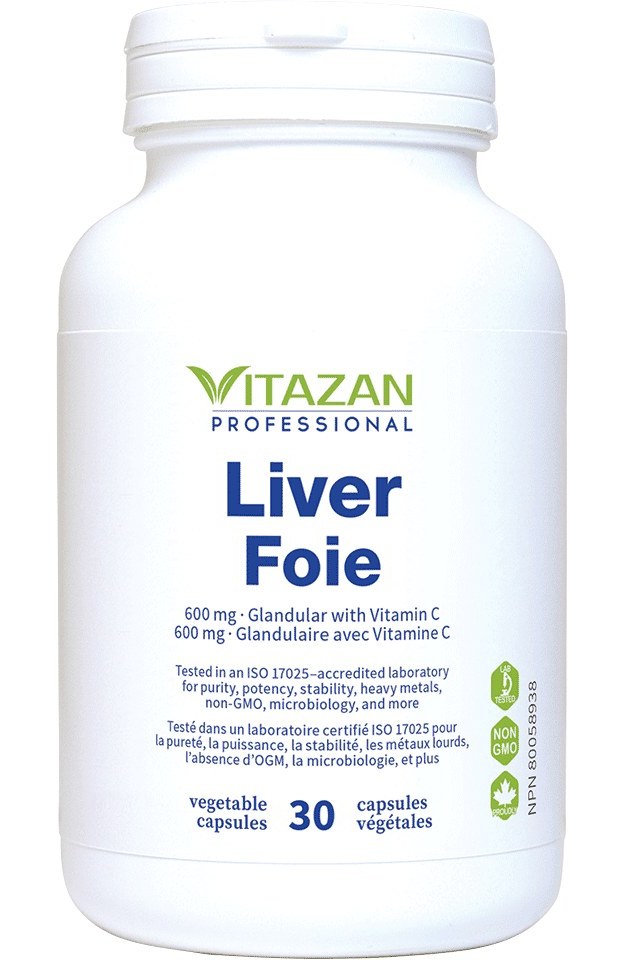 VITAZAN
PROFESSIONAL
Liver
Foie
600 mg · Glandular with Vitamin C
600 mg · Glandulaire avec Vitamine C
Tested in an ISO 17025–accredited laboratory
for purity, potency, stability, heavy metals,
non-GMO, microbiology, and more
Testé dans un laboratoire certifié ISO 17025 pour
la pureté, la puissance, la stabilité, les métaux lourds,
l’absence d’OGM, la microbiologie, et plus
vegetable
capsules
30
capsules
végétales
LAB
TESTED
NON
GMO
PROUDLY
NPN 80058938